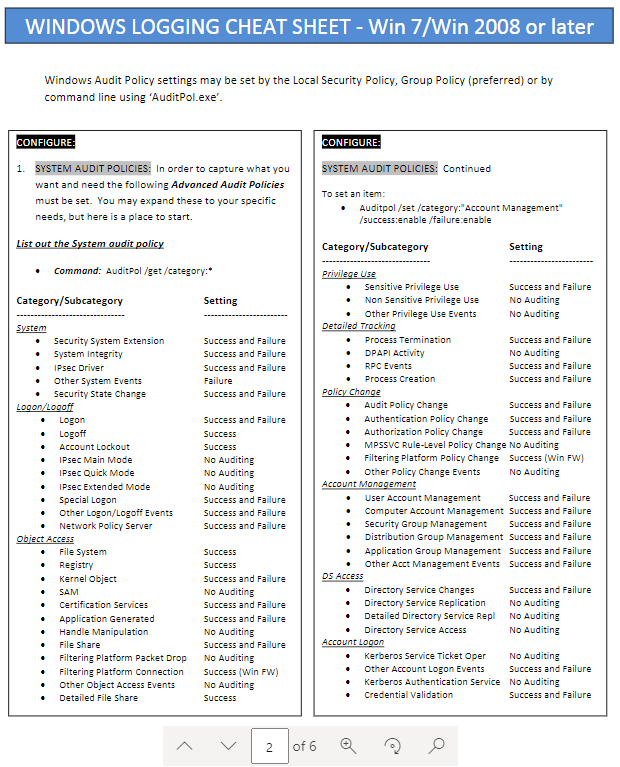 WINDOWS LOGGING CHEAT SHEET - Win 7/Win 2008 or later
Windows Audit Policy settings may be set by the Local Security Policy, Group Policy (preferred) or by
command line using ‘AuditPol.exe’.
CONFIGURE:
1. SYSTEM AUDIT POLICIES: In order to capture what you
want and need the following Advanced Audit Policies
must be set. You may expand these to your specific
needs, but here is a place to start.
List out the System audit policy
• Command: AuditPol /get /category:*
Category/Subcategory Setting
------------------------------ -----------------------
System
• Security System Extension Success and Failure
• System Integrity Success and Failure
• IPsec Driver Success and Failure
• Other System Events Failure
• Security State Change Success and Failure
Logon/Logoff
• Logon Success and Failure
• Logoff Success
• Account Lockout Success
• IPsec Main Mode No Auditing
• IPsec Quick Mode No Auditing
• IPsec Extended Mode No Auditing
• Special Logon Success and Failure
• Other Logon/Logoff Events Success and Failure
• Network Policy Server Success and Failure
Object Access
• File System Success
• Registry Success
• Kernel Object Success and Failure
• SAM No Auditing
• Certification Services Success and Failure
• Application Generated Success and Failure
• Handle Manipulation No Auditing
• File Share Success and Failure
• Filtering Platform Packet Drop No Auditing
• Filtering Platform Connection Success (Win FW)
• Other Object Access Events No Auditing
• Detailed File Share Success
CONFIGURE:
SYSTEM AUDIT POLICIES: Continued
To set an item:
• Auditpol /set /category:"Account Management"
/success:enable /failure:enable
Category/Subcategory Setting
------------------------------ -----------------------
Privilege Use
• Sensitive Privilege Use Success and Failure
• Non Sensitive Privilege Use No Auditing
• Other Privilege Use Events No Auditing
Detailed Tracking
• Process Termination Success and Failure
• DPAPI Activity No Auditing
• RPC Events Success and Failure
• Process Creation Success and Failure
Policy Change
• Audit Policy Change Success and Failure
• Authentication Policy Change Success and Failure
• Authorization Policy Change Success and Failure
• MPSSVC Rule-Level Policy Change No Auditing
• Filtering Platform Policy Change Success (Win FW)
• Other Policy Change Events No Auditing
Account Management
• User Account Management Success and Failure
• Computer Account Management Success and Failure
• Security Group Management Success and Failure
• Distribution Group Management Success and Failure
• Application Group Management Success and Failure
• Other Acct Management Events Success and Failure
DS Access
• Directory Service Changes Success and Failure
• Directory Service Replication No Auditing
• Detailed Directory Service Repl No Auditing
• Directory Service Access No Auditing
Account Logon
• Kerberos Service Ticket Oper No Auditing
• Other Account Logon Events Success and Failure
• Kerberos Authentication Service No Auditing
• Credential Validation Success and Failure
2 of 6